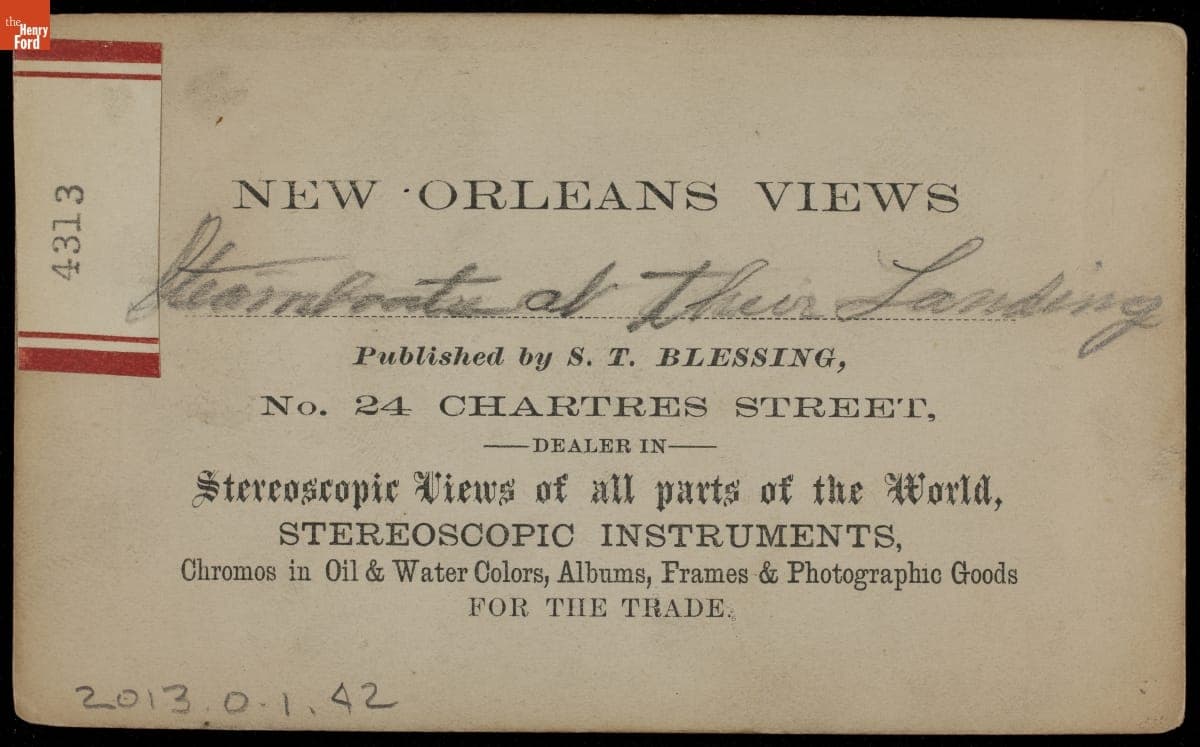 the
Henry
Ford
4313
NEW ORLEANS VIEWS
Steamboats at Their Landing
Published by S. T. BLESSING,
No. 24 CHARTRES STREET,
—DEALER IN—
Stereoscopic Views of all parts of the World,
STEREOSCOPIC INSTRUMENTS,
Chromos in Oil & Water Colors, Albums, Frames & Photographic Goods
FOR THE TRADE.
2013.0.1.42